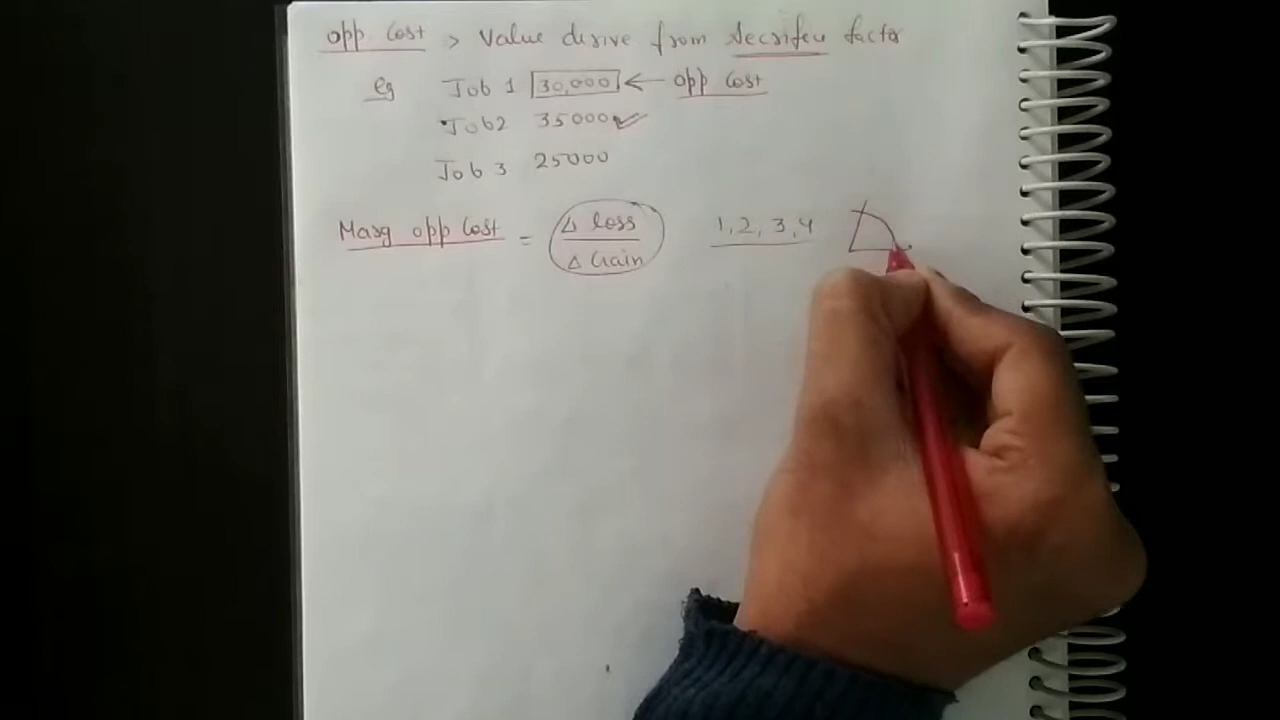 opp Cost > Value derive from Secrifeu factor
eg Job 1 30,000 ← opp Cost
Job2 35000 ✓
Job 3 25000
Marg opp Cost = Δ loss / Δ Gain 1, 2, 3, 4